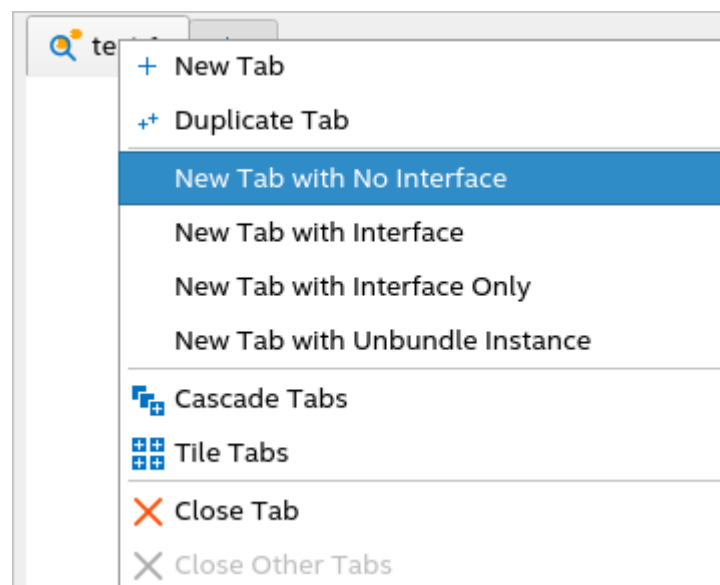 New Tab
Duplicate Tab
New Tab with No Interface
New Tab with Interface
New Tab with Interface Only
New Tab with Unbundle Instance
Cascade Tabs
Tile Tabs
Close Tab
Close Other Tabs